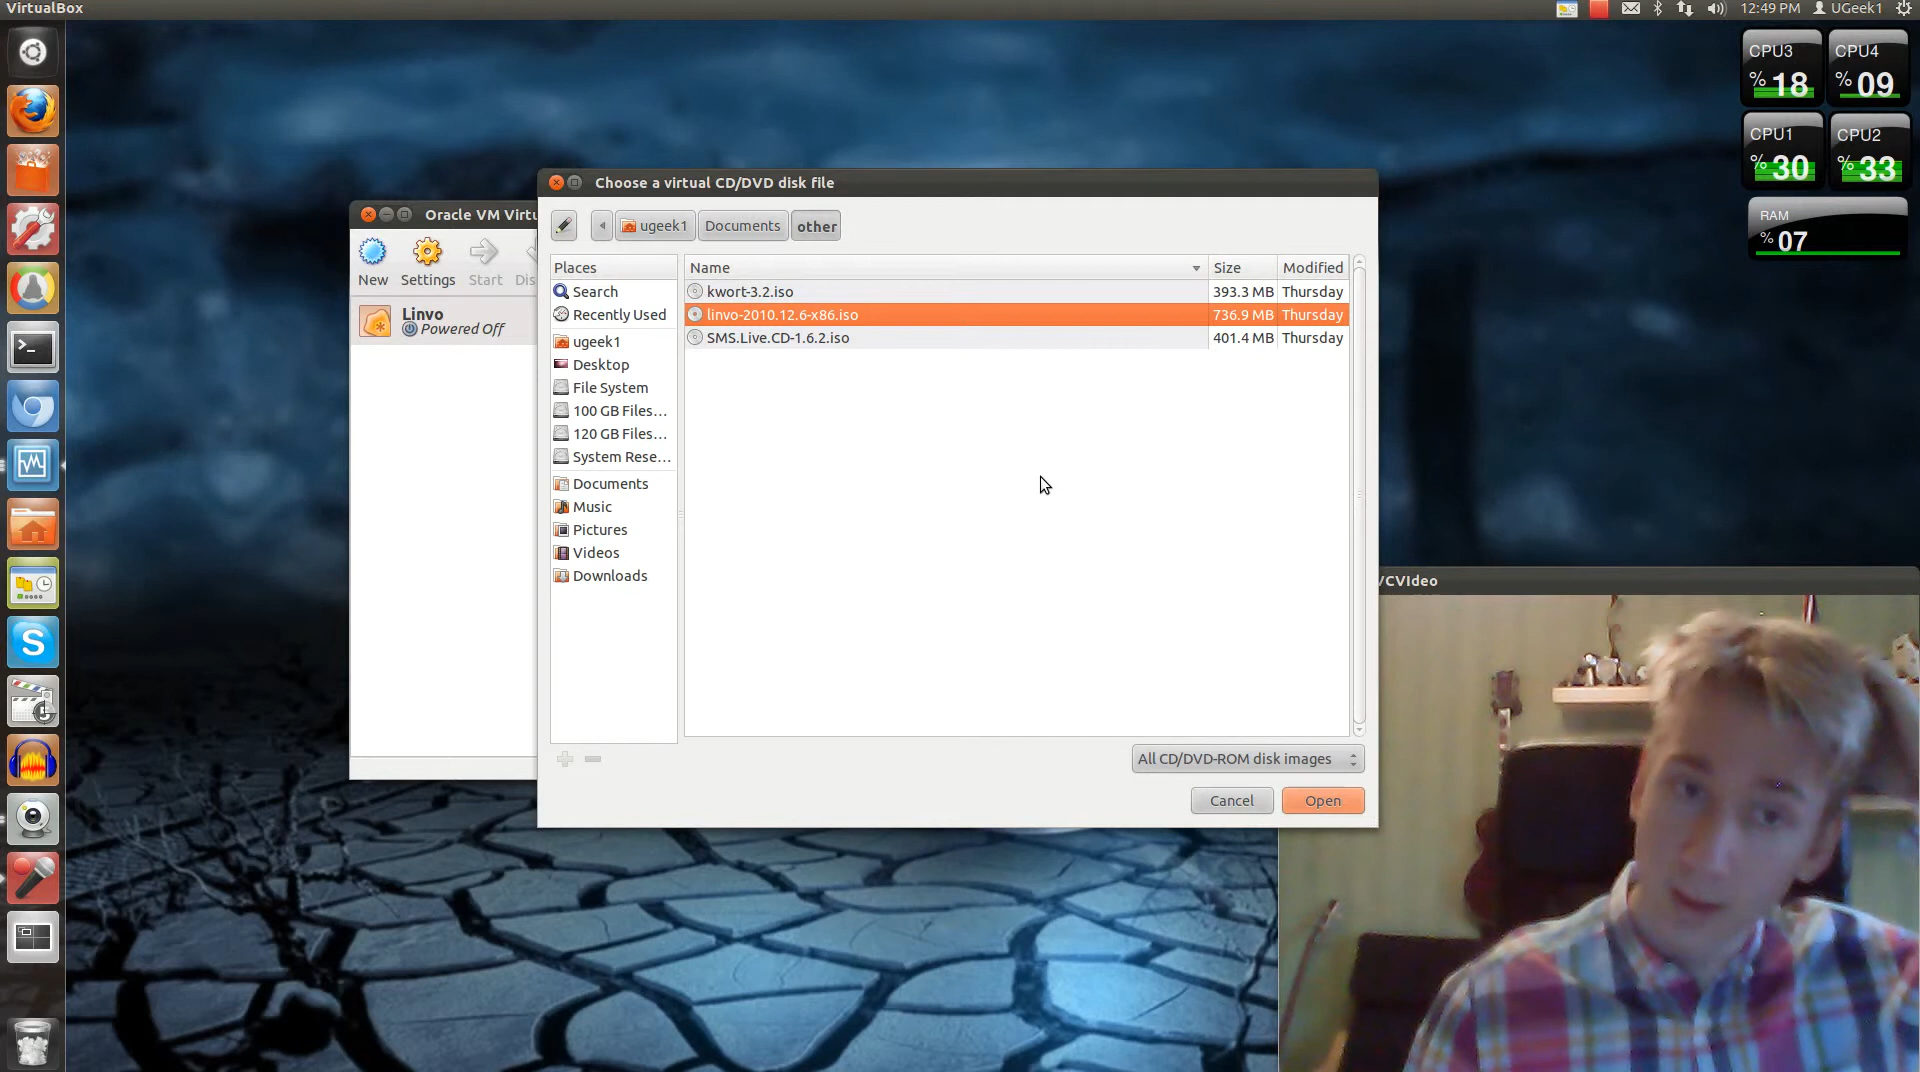 VirtualBox
12:49 PM
UGeek1
CPU3
% 18
CPU4
% 09
CPU1
% 30
CPU2
% 33
RAM
% 07
Oracle VM Virtu
New
Settings
Start
Dis
Linvo
Powered Off
Choose a virtual CD/DVD disk file
ugeek1
Documents
other
Places
Search
Recently Used
ugeek1
Desktop
File System
100 GB Files...
120 GB Files...
System Rese...
Documents
Music
Pictures
Videos
Downloads
Name Size Modified
kwort-3.2.iso 393.3 MB Thursday
linvo-2010.12.6-x86.iso 736.9 MB Thursday
SMS.Live.CD-1.6.2.iso 401.4 MB Thursday
All CD/DVD-ROM disk images
Cancel
Open
VCVIdeo
S